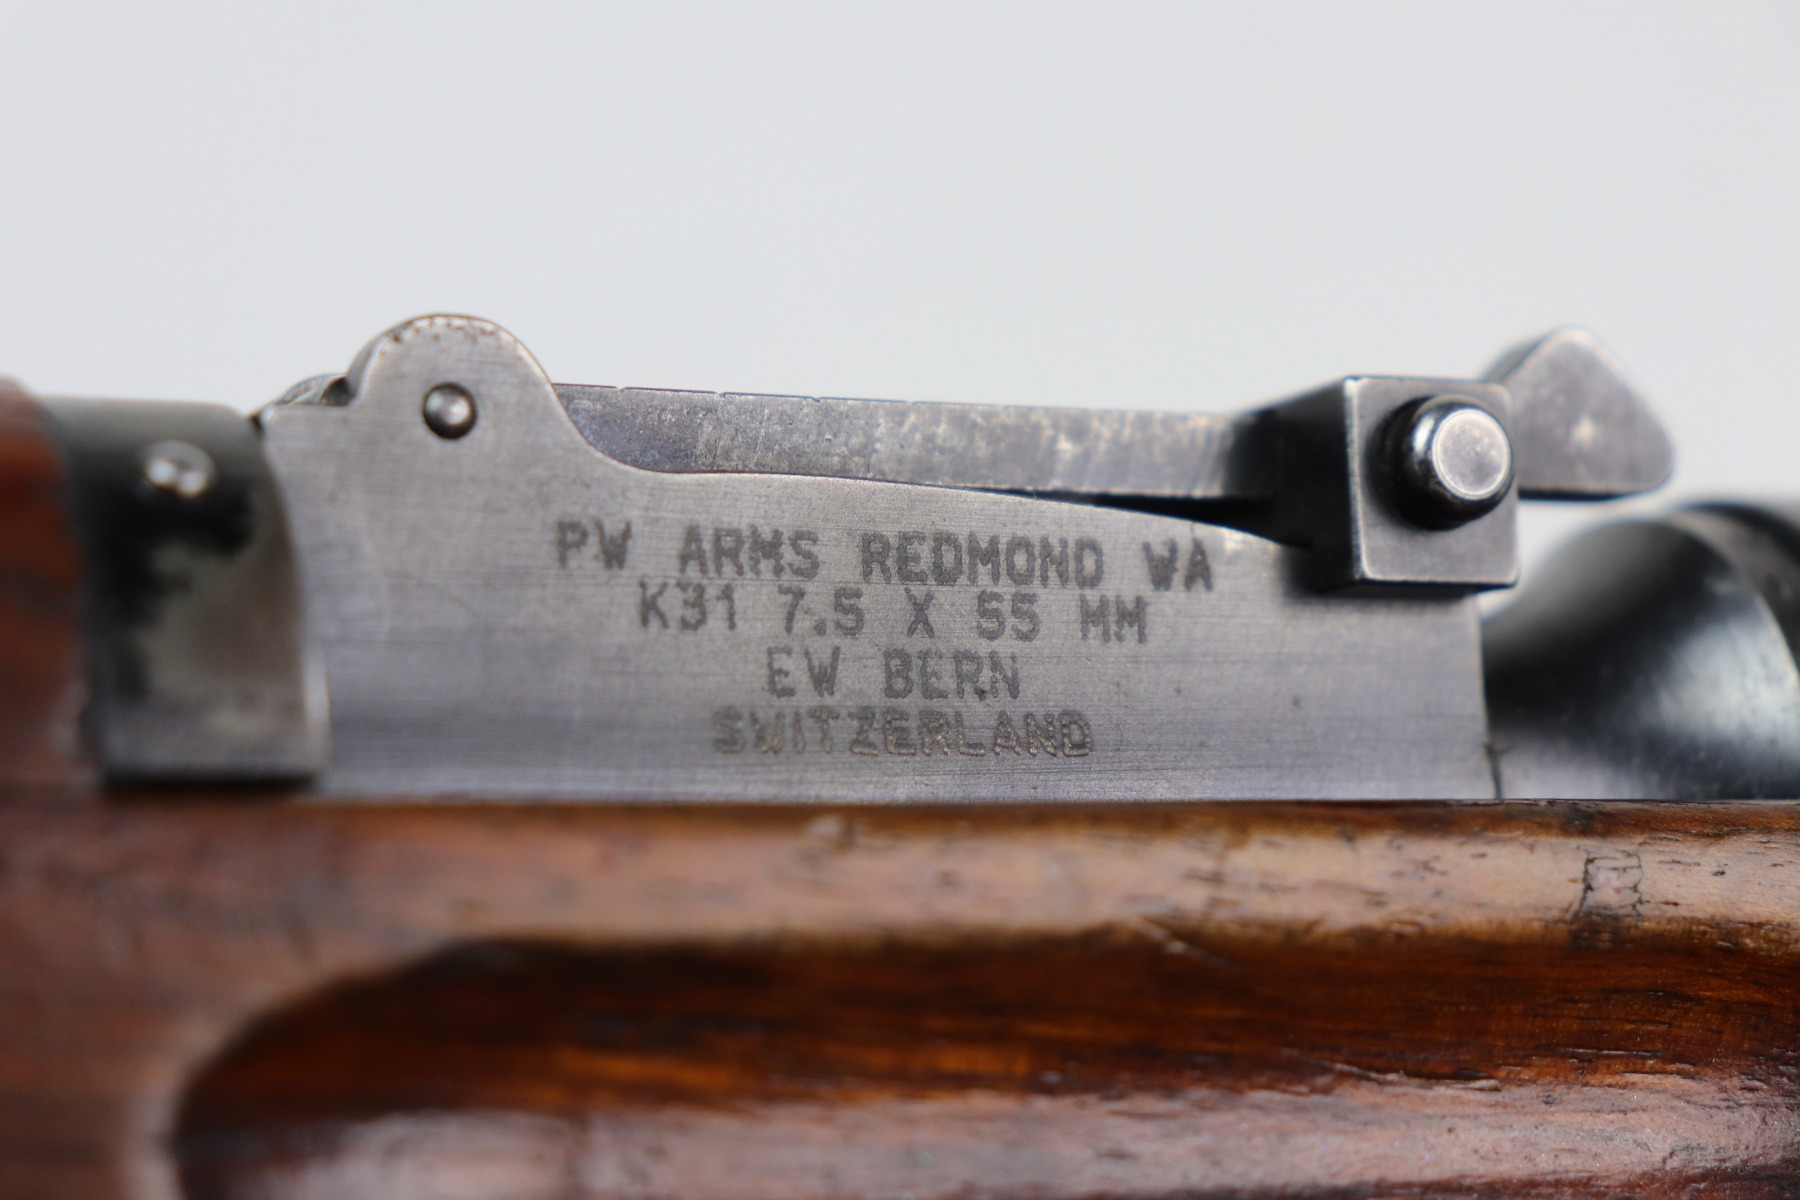 PW ARMS REDMOND WA
K31 7.5 X 55 MM
EW BERN
SWITZERLAND